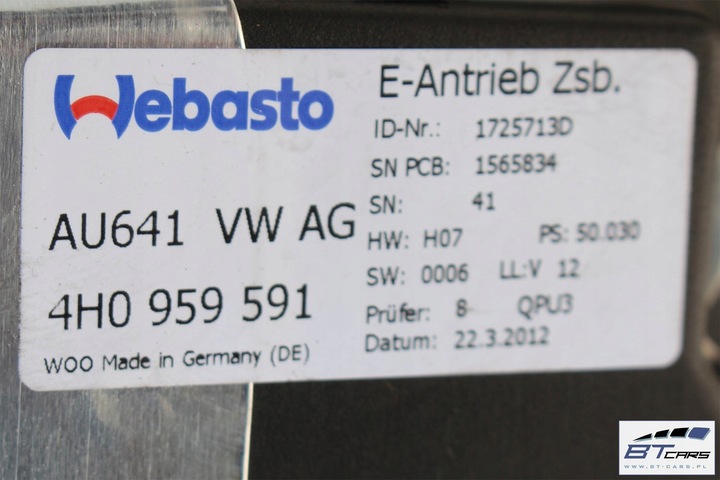 Webasto
AU641 VW AG
4H0 959 591
WOO Made in Germany (DE)
E-Antrieb Zsb.
ID-Nr.: 1725713D
SN PCB: 1565834
SN: 41
HW: H07 PS: 50.030
SW: 0006 LL:V 12
Prüfer: 8 QPU3
Datum: 22.3.2012
BT CARS
WWW.BT-CARS.PL